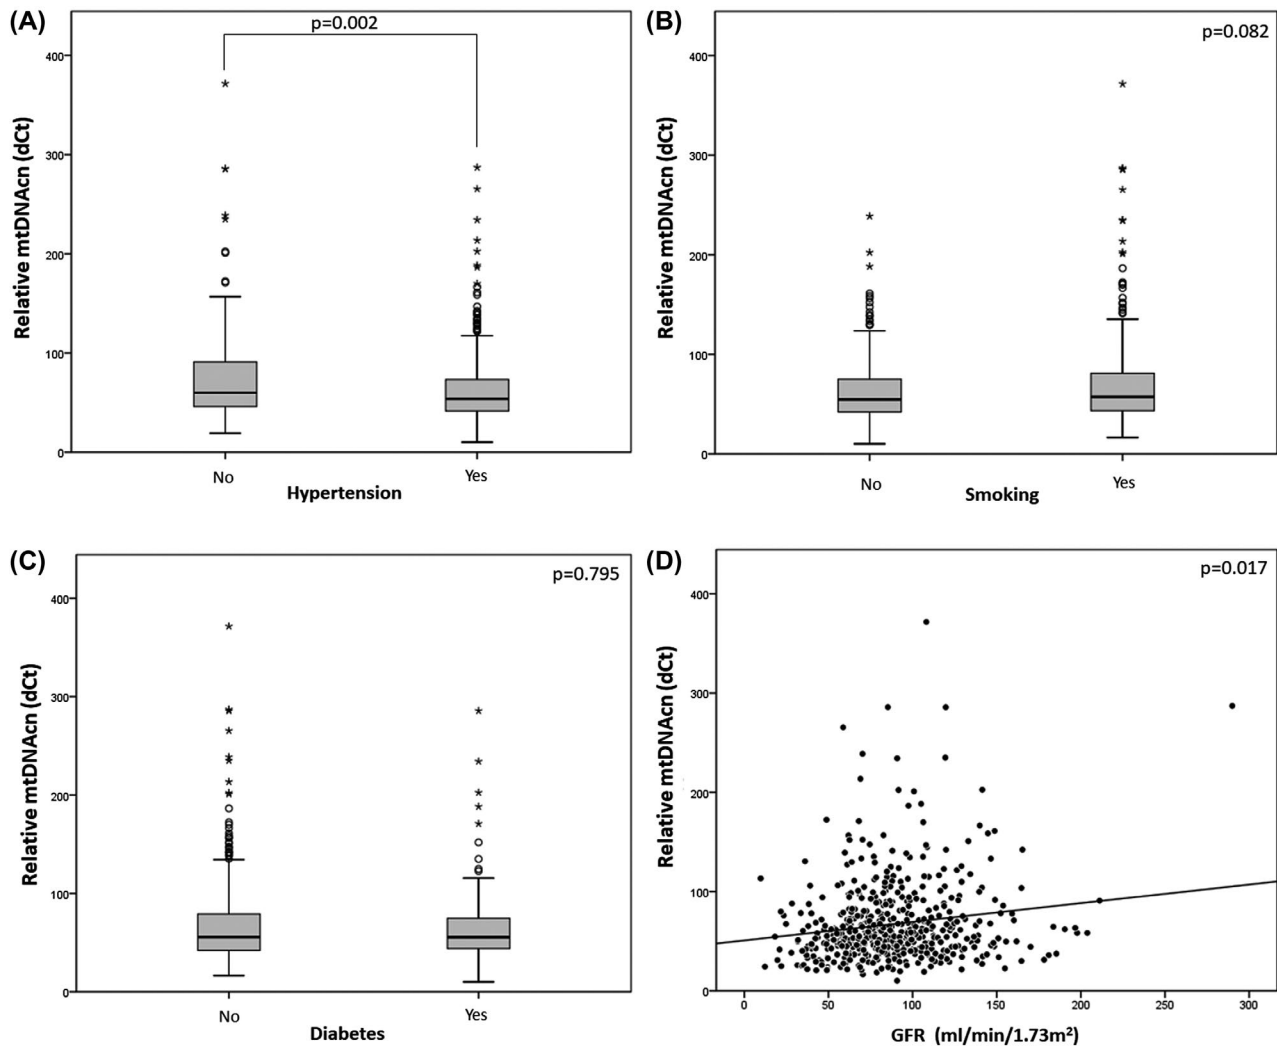 (A)
p=0.002
400
300
200
100
0
Relative mtDNAcn (dCt)
No
Yes
Hypertension
(B)
p=0.082
400
300
200
100
0
Relative mtDNAcn (dCt)
No
Yes
Smoking
(C)
p=0.795
400
300
200
100
0
Relative mtDNAcn (dCt)
No
Yes
Diabetes
(D)
p=0.017
400
300
200
100
0
Relative mtDNAcn (dCt)
0 50 100 150 200 250 300
GFR (ml/min/1.73m²)